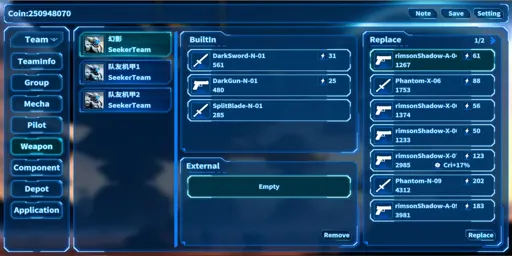 Coin:250948070
Note
Save
Setting
Team
TeamInfo
Group
Mecha
Pilot
Weapon
Component
Depot
Application
幻影
SeekerTeam
队友机甲1
SeekerTeam
队友机甲2
SeekerTeam
BuiltIn
DarkSword-N-01
31
561
DarkGun-N-01
25
480
SplitBlade-N-01
285
External
Empty
Remove
Replace
1/2
rimsonShadow-A-0
61
1267
Phantom-X-06
88
1753
rimsonShadow-X-0
56
1374
rimsonShadow-X-0
50
1233
rimsonShadow-X-0
123
2985
Cri+17%
Phantom-N-09
202
4312
rimsonShadow-A-0
183
3981
Replace